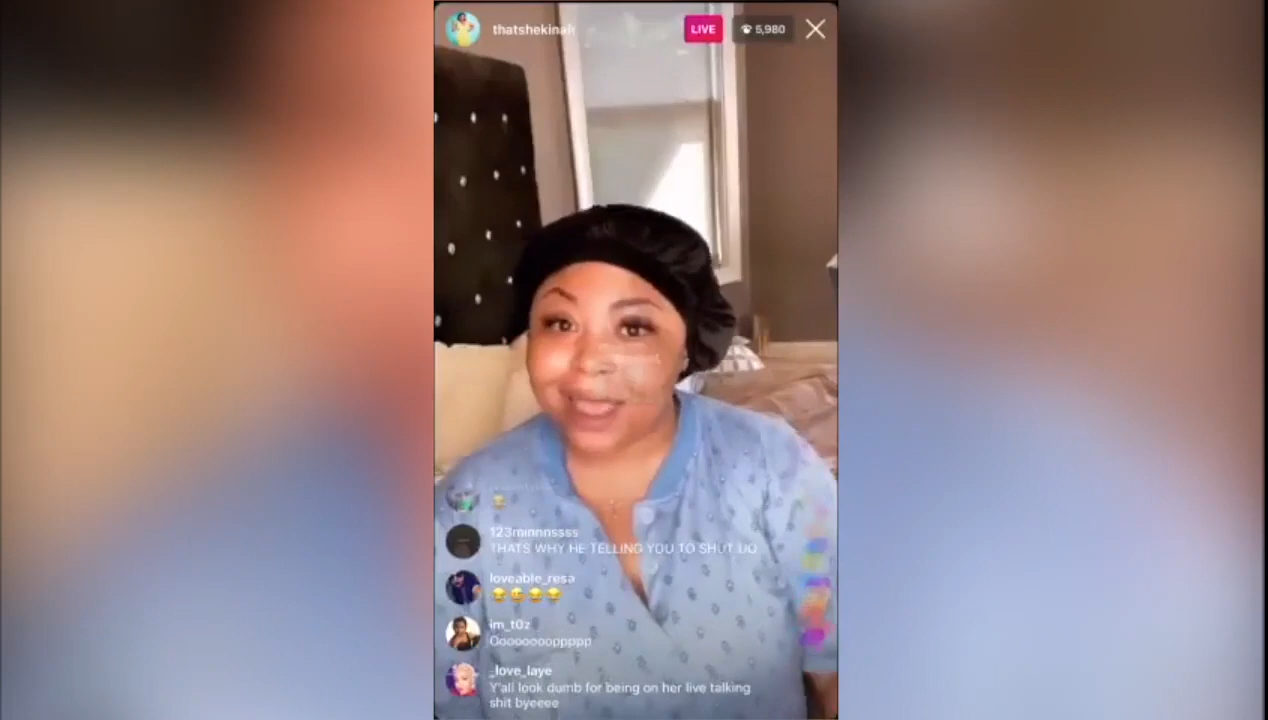 thatshekinah
LIVE
5,980
123minnnssss
THATS WHY HE TELLING YOU TO SHUT UO
loveable_resa
😂😂😂😂
im_t0z
Ooooooooppppp
_love_laye
Y'all look dumb for being on her live talking
shit byeeee